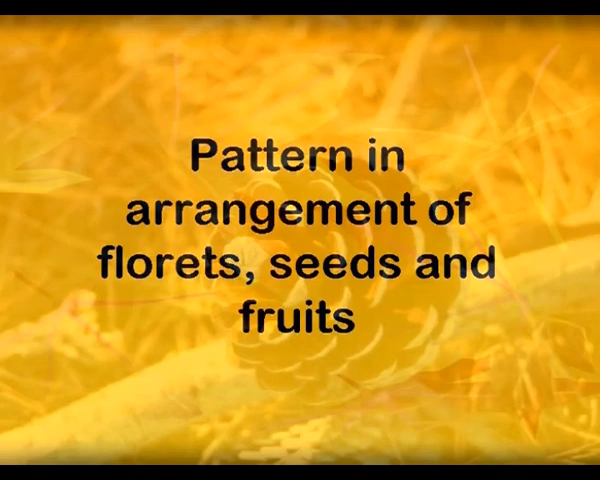 Pattern in
arrangement of
florets, seeds and
fruits